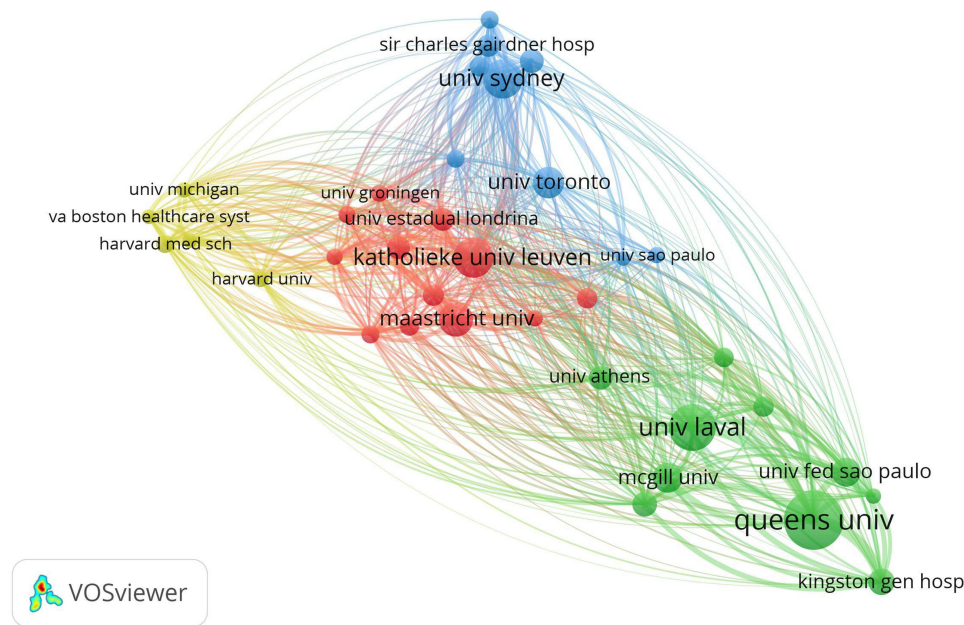 sir charles gairdner hosp
univ sydney
univ toronto
univ michigan
univ groningen
va boston healthcare syst
univ estadual londrina
harvard med sch
katholieke univ leuven
univ sao paulo
harvard univ
maastricht univ
univ athens
univ laval
univ fed sao paulo
mcgill univ
queens univ
kingston gen hosp
VOSviewer